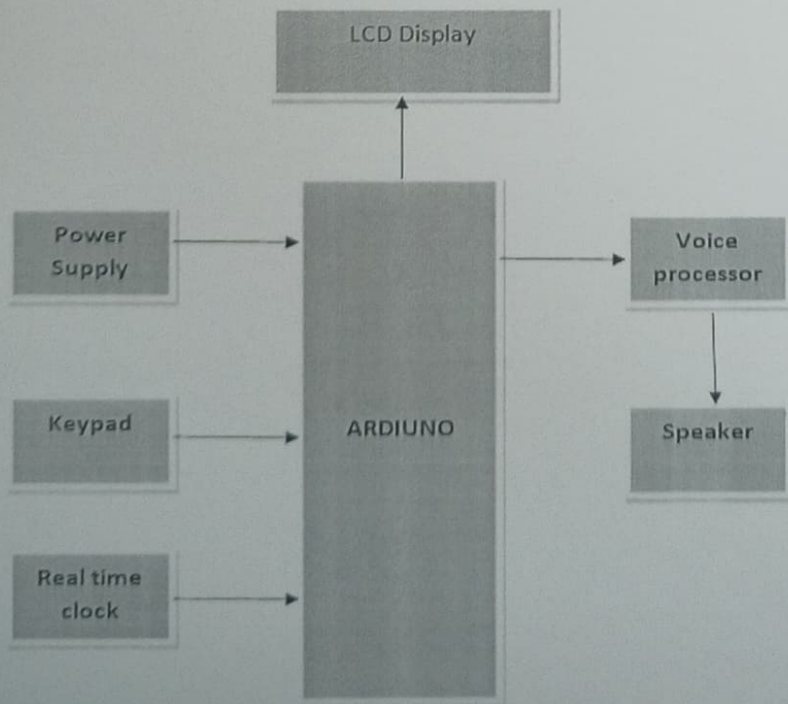 LCD Display
Power
Supply
Voice
processor
Keypad
ARDIUNO
Speaker
Real time
clock